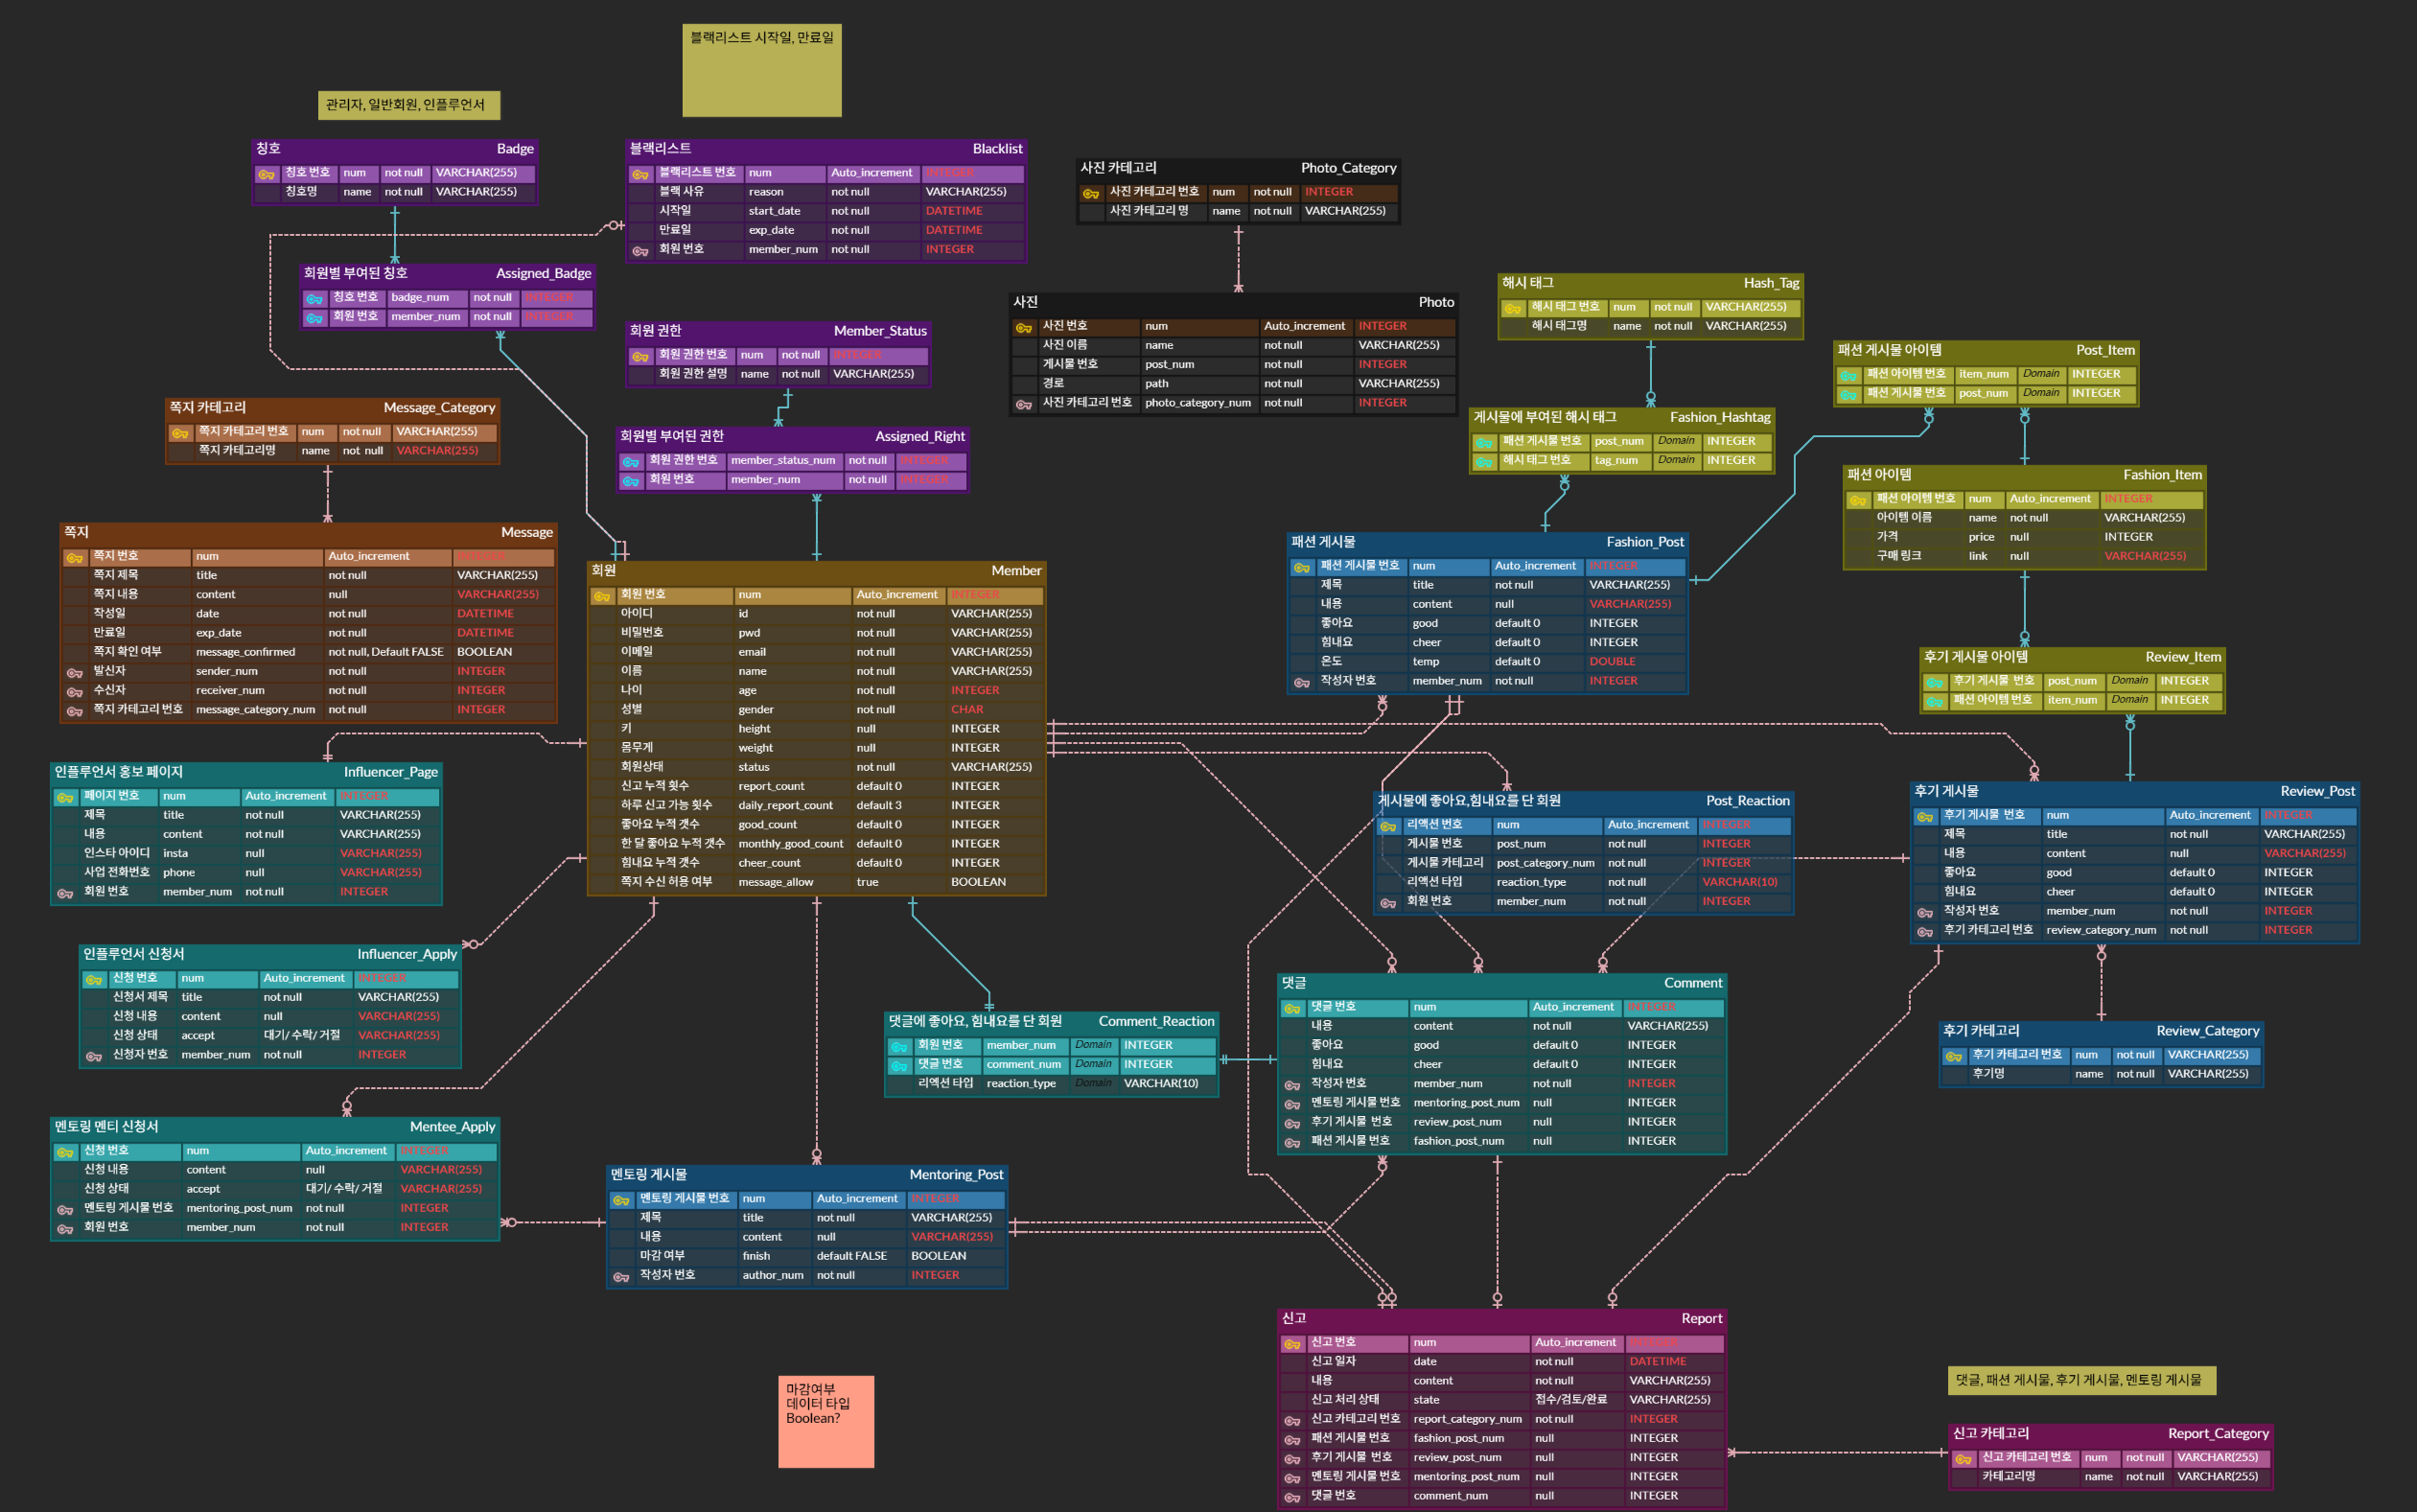 블랙리스트 시작일, 만료일
관리자, 일반회원, 인플루언서
칭호 Badge
칭호 번호 num not null VARCHAR(255)
칭호명 name not null VARCHAR(255)
블랙리스트 Blacklist
블랙리스트 번호 num Auto_increment INTEGER
블랙 사유 reason not null VARCHAR(255)
시작일 start_date not null DATETIME
만료일 exp_date not null DATETIME
회원 번호 member_num not null INTEGER
사진 카테고리 Photo_Category
사진 카테고리 번호 num not null INTEGER
사진 카테고리 명 name not null VARCHAR(255)
회원별 부여된 칭호 Assigned_Badge
칭호 번호 badge_num not null INTEGER
회원 번호 member_num not null INTEGER
회원 권한 Member_Status
회원 권한 번호 num not null INTEGER
회원 권한 설명 name not null VARCHAR(255)
사진 Photo
사진 번호 num Auto_increment INTEGER
사진 이름 name not null VARCHAR(255)
게시물 번호 post_num not null INTEGER
경로 path not null VARCHAR(255)
사진 카테고리 번호 photo_category_num not null INTEGER
해시 태그 Hash_Tag
해시 태그 번호 num not null VARCHAR(255)
해시 태그명 name not null VARCHAR(255)
패션 게시물 아이템 Post_Item
패션 아이템 번호 item_num Domain INTEGER
패션 게시물 번호 post_num Domain INTEGER
쪽지 카테고리 Message_Category
쪽지 카테고리 번호 num not null VARCHAR(255)
쪽지 카테고리명 name not null VARCHAR(255)
회원별 부여된 권한 Assigned_Right
회원 권한 번호 member_status_num not null INTEGER
회원 번호 member_num not null INTEGER
게시물에 부여된 해시 태그 Fashion_Hashtag
패션 게시물 번호 post_num Domain INTEGER
해시 태그 번호 tag_num Domain INTEGER
패션 아이템 Fashion_Item
패션 아이템 번호 num Auto_increment INTEGER
아이템 이름 name not null VARCHAR(255)
가격 price null INTEGER
구매 링크 link null VARCHAR(255)
쪽지 Message
쪽지 번호 num Auto_increment INTEGER
쪽지 제목 title not null VARCHAR(255)
쪽지 내용 content null VARCHAR(255)
작성일 date not null DATETIME
만료일 exp_date not null DATETIME
쪽지 확인 여부 message_confirmed not null, Default FALSE BOOLEAN
발신자 sender_num not null INTEGER
수신자 receiver_num not null INTEGER
쪽지 카테고리 번호 message_category_num not null INTEGER
회원 Member
회원 번호 num Auto_increment INTEGER
아이디 id not null VARCHAR(255)
비밀번호 pwd not null VARCHAR(255)
이메일 email not null VARCHAR(255)
이름 name not null VARCHAR(255)
나이 age not null INTEGER
성별 gender not null CHAR
키 height null INTEGER
몸무게 weight null INTEGER
회원상태 status not null VARCHAR(255)
신고 누적 횟수 report_count default 0 INTEGER
하루 신고 가능 횟수 daily_report_count default 3 INTEGER
좋아요 누적 갯수 good_count default 0 INTEGER
한 달 좋아요 누적 갯수 monthly_good_count default 0 INTEGER
힘내요 누적 갯수 cheer_count default 0 INTEGER
쪽지 수신 허용 여부 message_allow true BOOLEAN
패션 게시물 Fashion_Post
패션 게시물 번호 num Auto_increment INTEGER
제목 title not null VARCHAR(255)
내용 content null VARCHAR(255)
좋아요 good default 0 INTEGER
힘내요 cheer default 0 INTEGER
온도 temp default 0 DOUBLE
작성자 번호 member_num not null INTEGER
후기 게시물 아이템 Review_Item
후기 게시물 번호 post_num Domain INTEGER
패션 아이템 번호 item_num Domain INTEGER
인플루언서 홍보 페이지 Influencer_Page
페이지 번호 num Auto_increment INTEGER
제목 title not null VARCHAR(255)
내용 content not null VARCHAR(255)
인스타 아이디 insta null VARCHAR(255)
사업 전화번호 phone null VARCHAR(255)
회원 번호 member_num not null INTEGER
게시물에 좋아요,힘내요를 단 회원 Post_Reaction
리액션 번호 num Auto_increment INTEGER
게시물 번호 post_num not null INTEGER
게시물 카테고리 post_category_num not null INTEGER
리액션 타입 reaction_type not null VARCHAR(10)
회원 번호 member_num not null INTEGER
후기 게시물 Review_Post
후기 게시물 번호 num Auto_increment INTEGER
제목 title not null VARCHAR(255)
내용 content null VARCHAR(255)
좋아요 good default 0 INTEGER
힘내요 cheer default 0 INTEGER
작성자 번호 member_num not null INTEGER
후기 카테고리 번호 review_category_num not null INTEGER
인플루언서 신청서 Influencer_Apply
신청 번호 num Auto_increment INTEGER
신청서 제목 title not null VARCHAR(255)
신청 내용 content null VARCHAR(255)
신청 상태 accept 대기/ 수락/ 거절 VARCHAR(255)
신청자 번호 member_num not null INTEGER
댓글에 좋아요, 힘내요를 단 회원 Comment_Reaction
회원 번호 member_num Domain INTEGER
댓글 번호 comment_num Domain INTEGER
리엑션 타입 reaction_type Domain VARCHAR(10)
댓글 Comment
댓글 번호 num Auto_increment INTEGER
내용 content not null VARCHAR(255)
좋아요 good default 0 INTEGER
힘내요 cheer default 0 INTEGER
작성자 번호 member_num not null INTEGER
멘토링 게시물 번호 mentoring_post_num null INTEGER
후기 게시물 번호 review_post_num null INTEGER
패션 게시물 번호 fashion_post_num null INTEGER
후기 카테고리 Review_Category
후기 카테고리 번호 num not null VARCHAR(255)
후기명 name not null VARCHAR(255)
멘토링 멘티 신청서 Mentee_Apply
신청 번호 num Auto_increment INTEGER
신청 내용 content null VARCHAR(255)
신청 상태 accept 대기/ 수락/ 거절 VARCHAR(255)
멘토링 게시물 번호 mentoring_post_num not null INTEGER
회원 번호 member_num not null INTEGER
멘토링 게시물 Mentoring_Post
멘토링 게시물 번호 num Auto_increment INTEGER
제목 title not null VARCHAR(255)
내용 content null VARCHAR(255)
마감 여부 finish default FALSE BOOLEAN
작성자 번호 author_num not null INTEGER
신고 Report
신고 번호 num Auto_increment INTEGER
신고 일자 date not null DATETIME
내용 content not null VARCHAR(255)
신고 처리 상태 state 접수/검토/완료 VARCHAR(255)
신고 카테고리 번호 report_category_num not null INTEGER
패션 게시물 번호 fashion_post_num null INTEGER
후기 게시물 번호 review_post_num null INTEGER
멘토링 게시물 번호 mentoring_post_num null INTEGER
댓글 번호 comment_num null INTEGER
마감여부
데이터 타입
Boolean?
댓글, 패션 게시물, 후기 게시물, 멘토링 게시물
신고 카테고리 Report_Category
신고 카테고리 번호 num not null VARCHAR(255)
카테고리명 name not null VARCHAR(255)